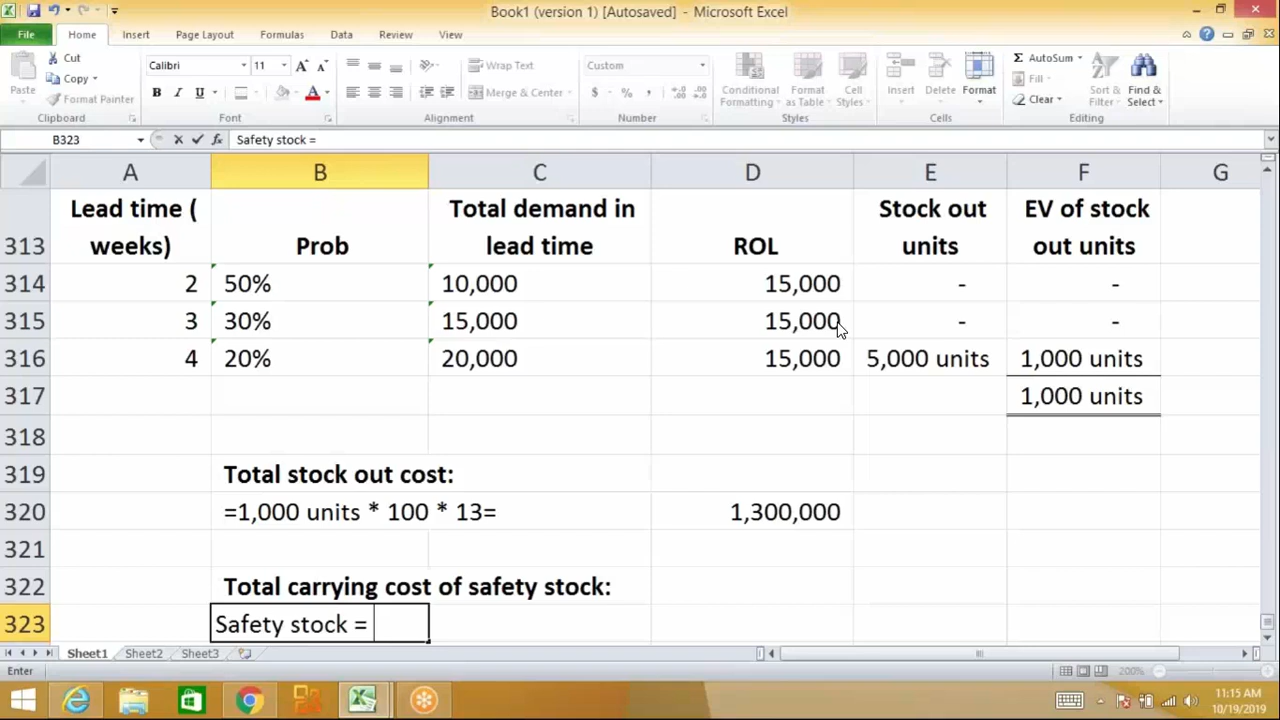 Book1 (version 1) [Autosaved] - Microsoft Excel
File Home Insert Page Layout Formulas Data Review View
Cut
Copy
Format Painter
Paste
Clipboard
Calibri 11
B I U
Font
Wrap Text
Merge & Center
Alignment
Custom
$ % ,
Number
Conditional Formatting
Format as Table
Cell Styles
Styles
Insert Delete Format
Cells
AutoSum
Fill
Clear
Sort & Filter
Find & Select
Editing
B323 fx Safety stock =
A B C D E F G
Lead time ( Total demand in Stock out EV of stock
313 weeks) Prob lead time ROL units out units
314 2 50% 10,000 15,000 - -
315 3 30% 15,000 15,000 - -
316 4 20% 20,000 15,000 5,000 units 1,000 units
317 1,000 units
318
319 Total stock out cost:
320 =1,000 units * 100 * 13= 1,300,000
321
322 Total carrying cost of safety stock:
323 Safety stock =
Sheet1 Sheet2 Sheet3
Enter 200%
11:15 AM
10/19/2019